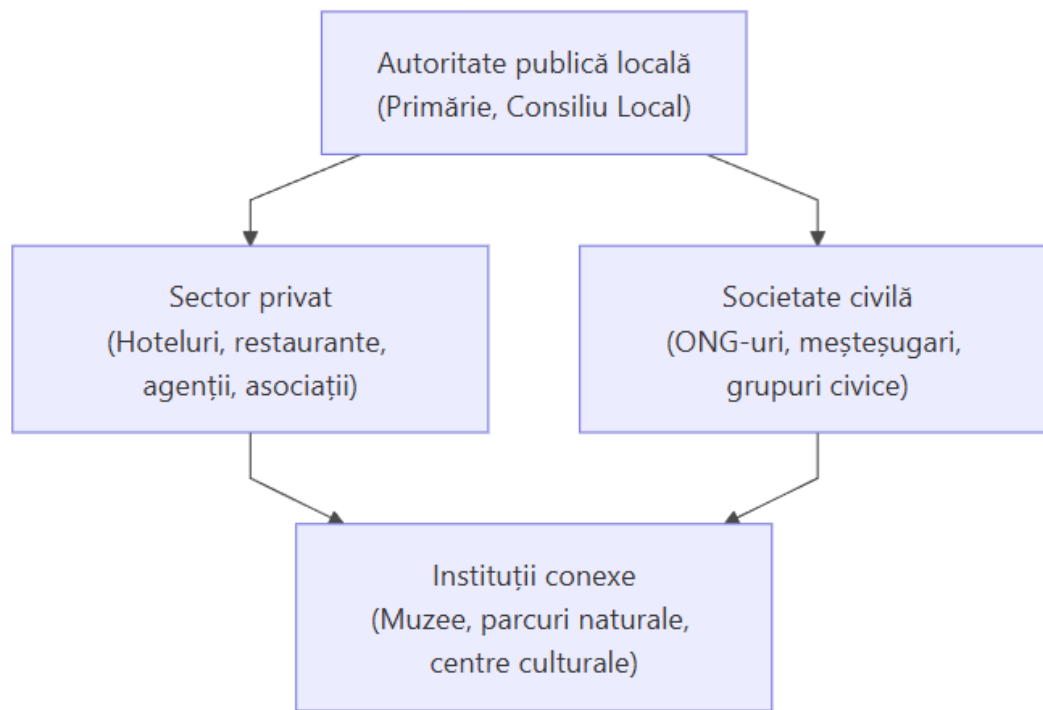 Autoritate publică locală
(Primărie, Consiliu Local)
Sector privat
(Hoteluri, restaurante,
agenții, asociații)
Societate civilă
(ONG-uri, meșteșugari,
grupuri civice)
Instituții conexe
(Muzee, parcuri naturale,
centre culturale)